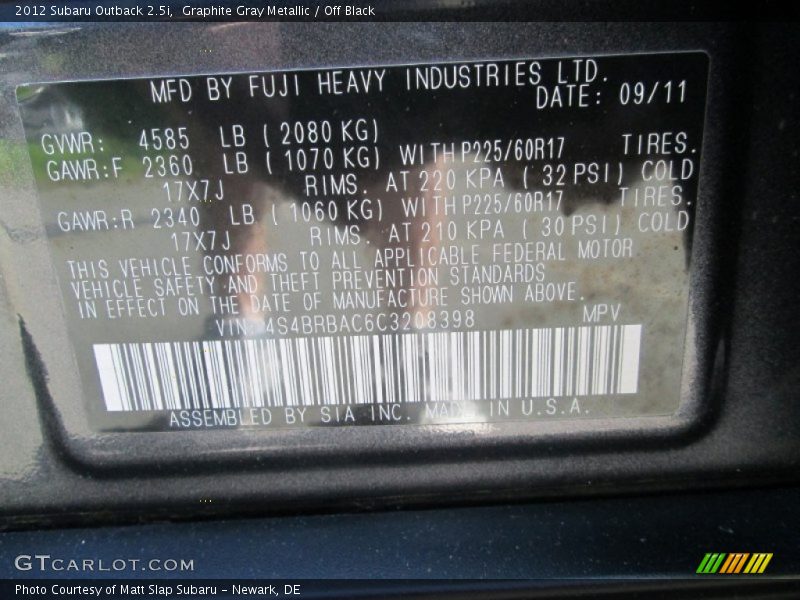 2012 Subaru Outback 2.5i, Graphite Gray Metallic / Off Black
MFD BY FUJI HEAVY INDUSTRIES LTD.
DATE: 09/11
GVWR: 4585 LB ( 2080 KG)
GAWR:F 2360 LB ( 1070 KG) WITH P225/60R17 TIRES.
17X7J RIMS. AT 220 KPA ( 32 PSI) COLD
GAWR:R 2340 LB ( 1060 KG) WITH P225/60R17 TIRES.
17X7J RIMS. AT 210 KPA ( 30 PSI) COLD
THIS VEHICLE CONFORMS TO ALL APPLICABLE FEDERAL MOTOR
VEHICLE SAFETY AND THEFT PREVENTION STANDARDS
IN EFFECT ON THE DATE OF MANUFACTURE SHOWN ABOVE.
VIN: MPV
ASSEMBLED BY SIA INC. MADE IN U.S.A.
GTCARLOT.COM
Photo Courtesy of Matt Slap Subaru - Newark, DE